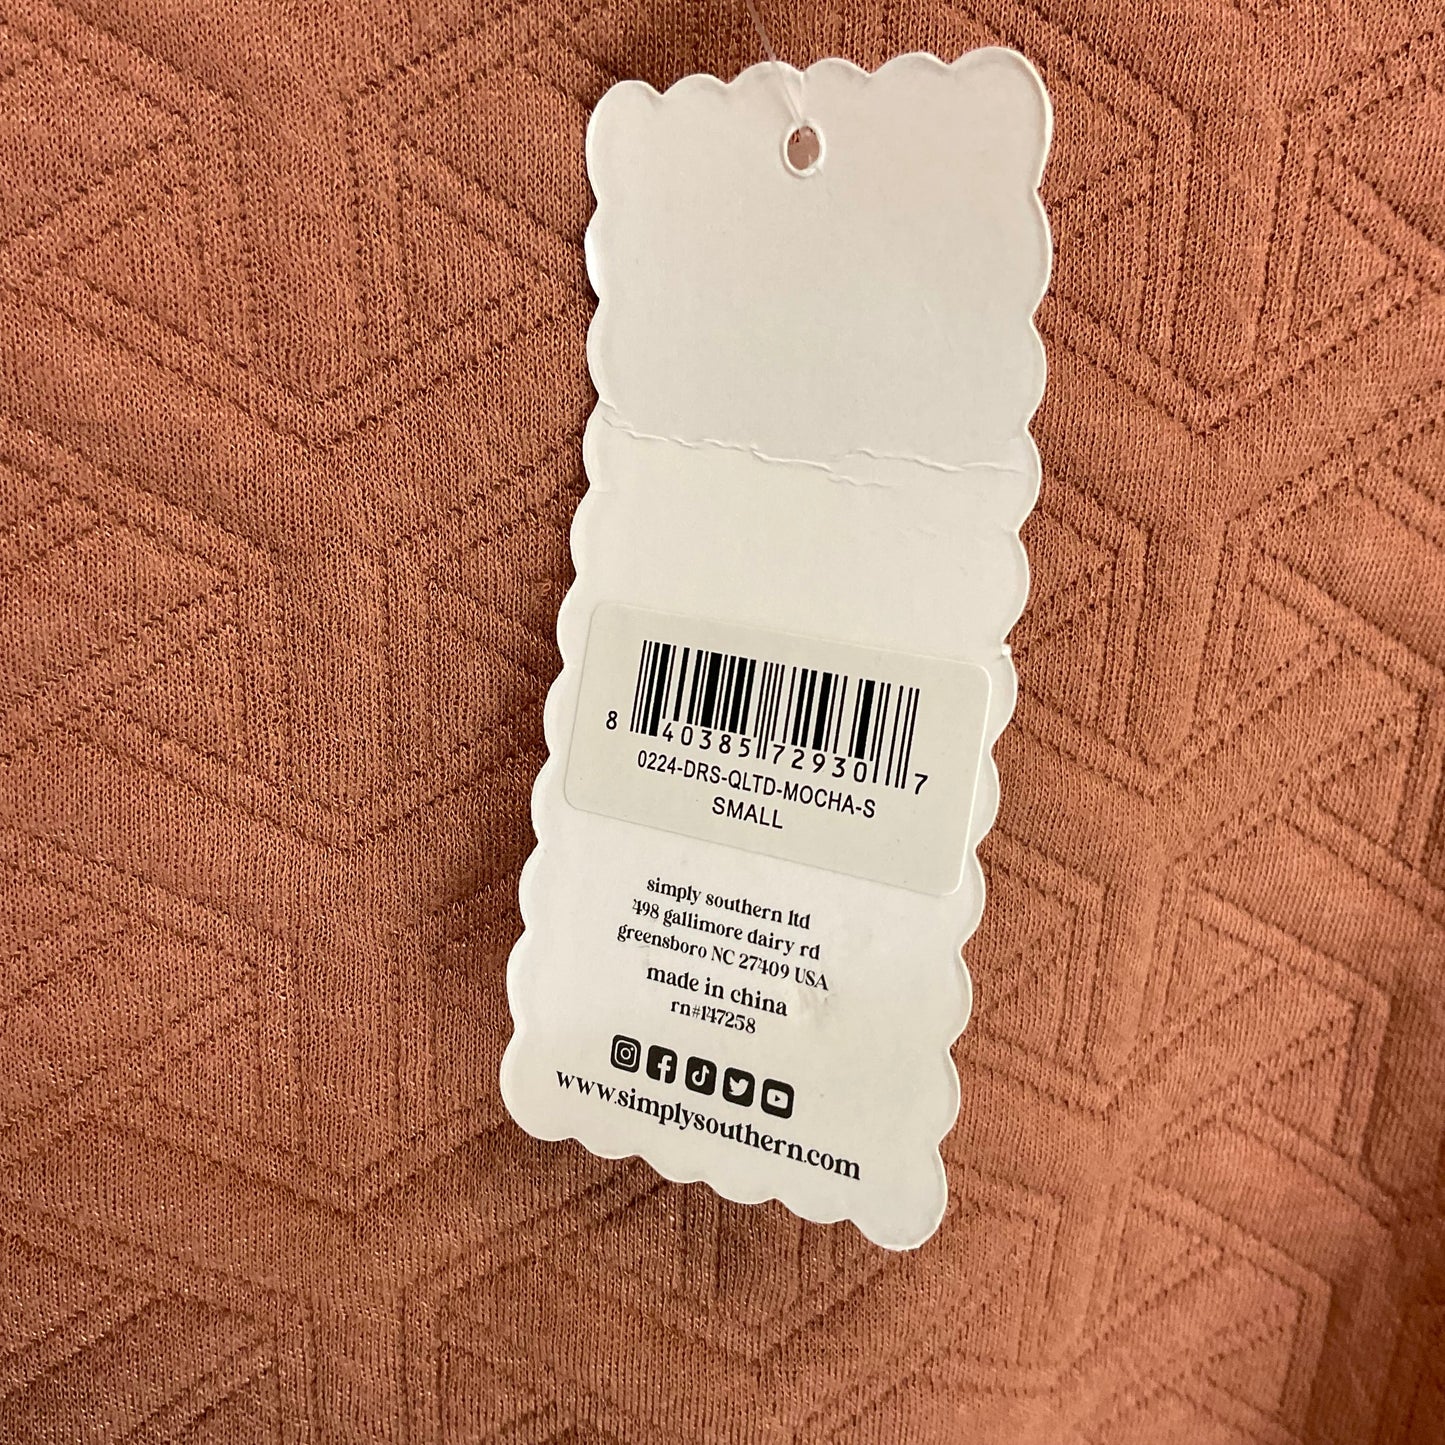 8 40385 72930 7
0224-DRS-QLTD-MOCHA-S
SMALL
simply southern ltd
498 gallimore dairy rd
greensboro NC 27409 USA
made in china
rn#147258
www.simplysouthern.com